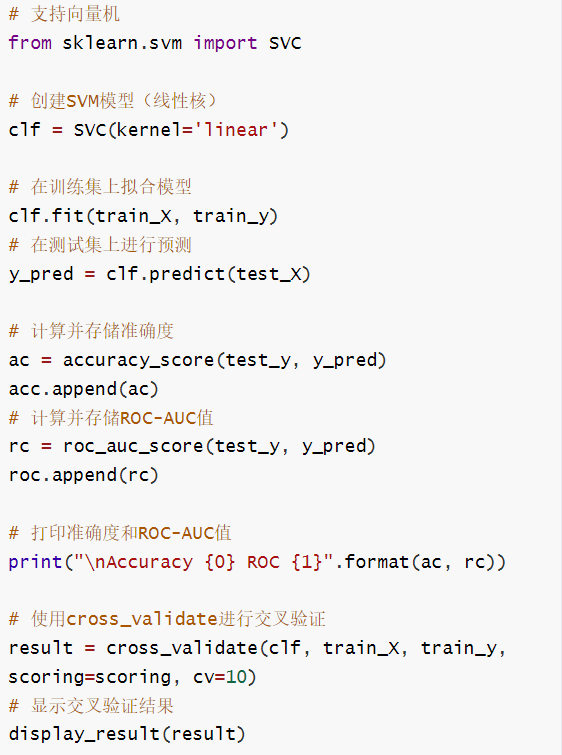 # 支持向量机
from sklearn.svm import SVC
# 创建SVM模型（线性核）
clf = SVC(kernel='linear')
# 在训练集上拟合模型
clf.fit(train_X, train_y)
# 在测试集上进行预测
y_pred = clf.predict(test_X)
# 计算并存储准确度
ac = accuracy_score(test_y, y_pred)
acc.append(ac)
# 计算并存储ROC-AUC值
rc = roc_auc_score(test_y, y_pred)
roc.append(rc)
# 打印准确度和ROC-AUC值
print("\nAccuracy {0} ROC {1}".format(ac, rc))
# 使用cross_validate进行交叉验证
result = cross_validate(clf, train_X, train_y,
scoring=scoring, cv=10)
# 显示交叉验证结果
display_result(result)